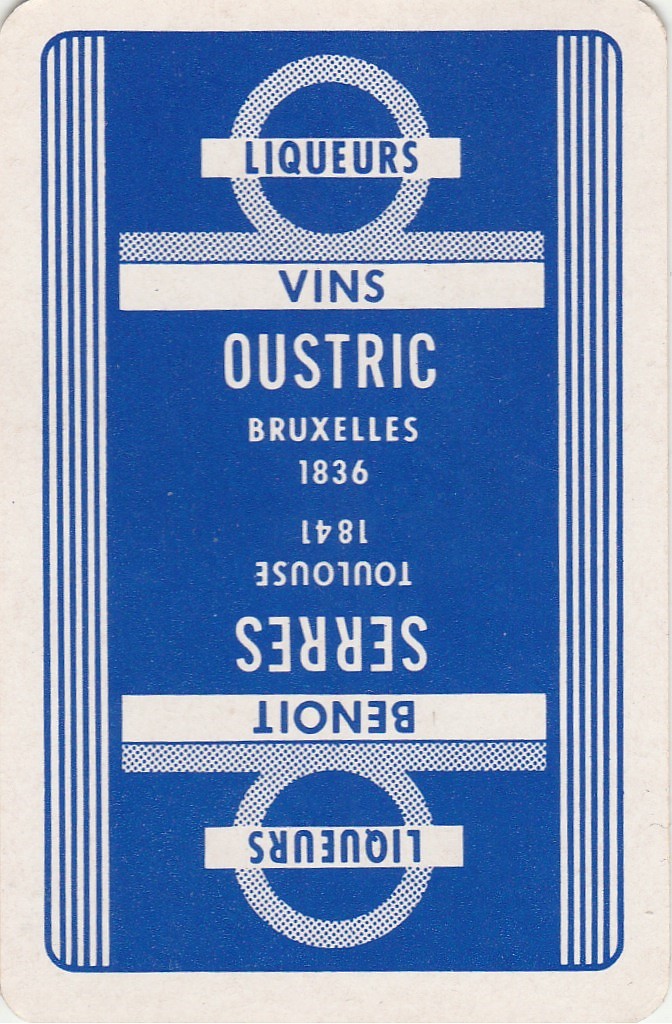 LIQUEURS
VINS
OUSTRIC
BRUXELLES
1836
LIQUEURS
BENOIT
SERRES
TOULOUSE
1841